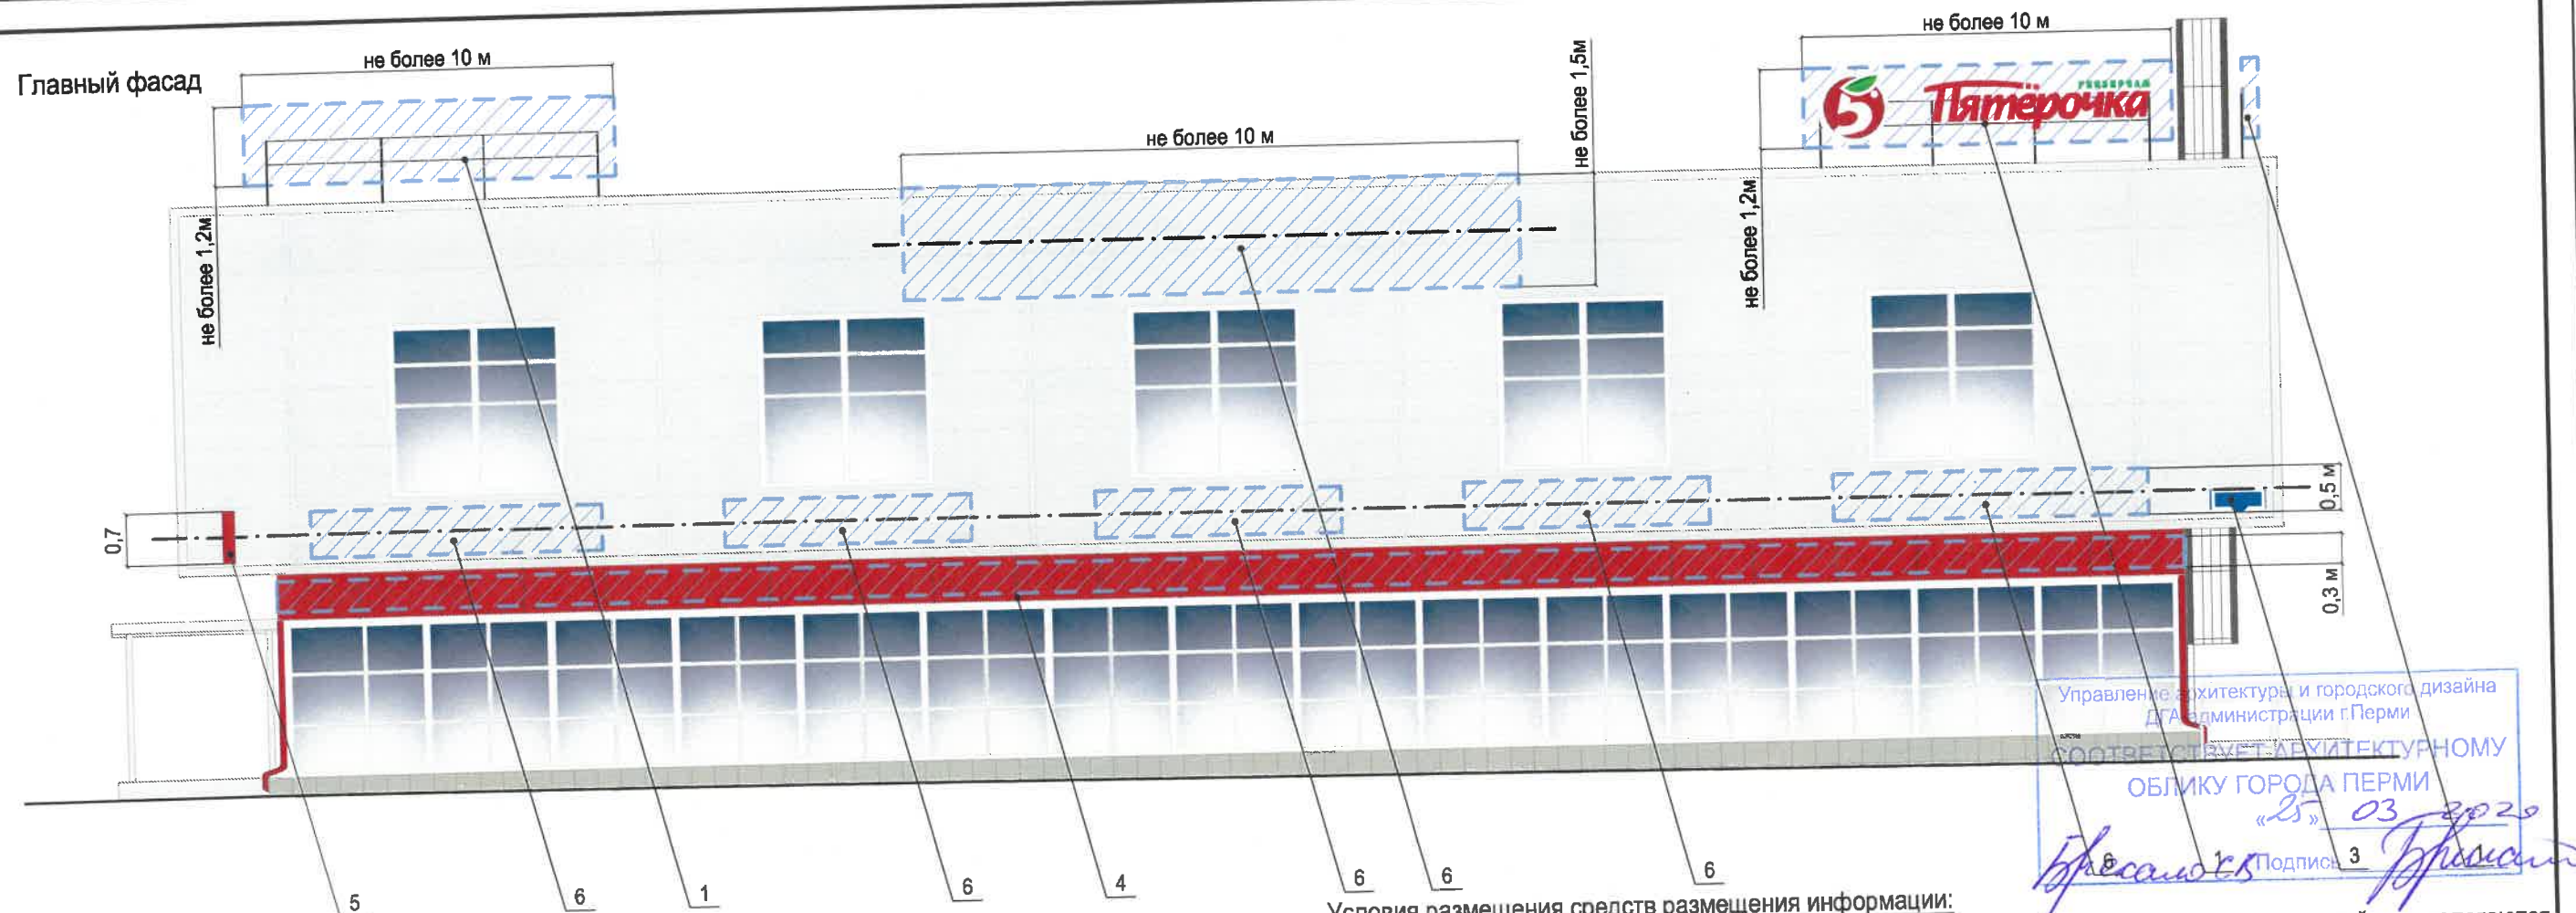 не более 10 м
Главный фасад
не более 1,2м
не более 10 м
не более 1,5м
не более 10 м
не более 1,2м
5
Пятёрочка
0,7
0,5 м
0,3 м
Управление архитектуры и городского дизайна
ДГА администрации г.Перми
СООТВЕТСТВУЕТ АРХИТЕКТУРНОМУ
ОБЛИКУ ГОРОДА ПЕРМИ
«25» 03 2020
Подпись
5
6
1
6
4
6
6
6
6
1
3
1
Условия размещения средств размещения информации: